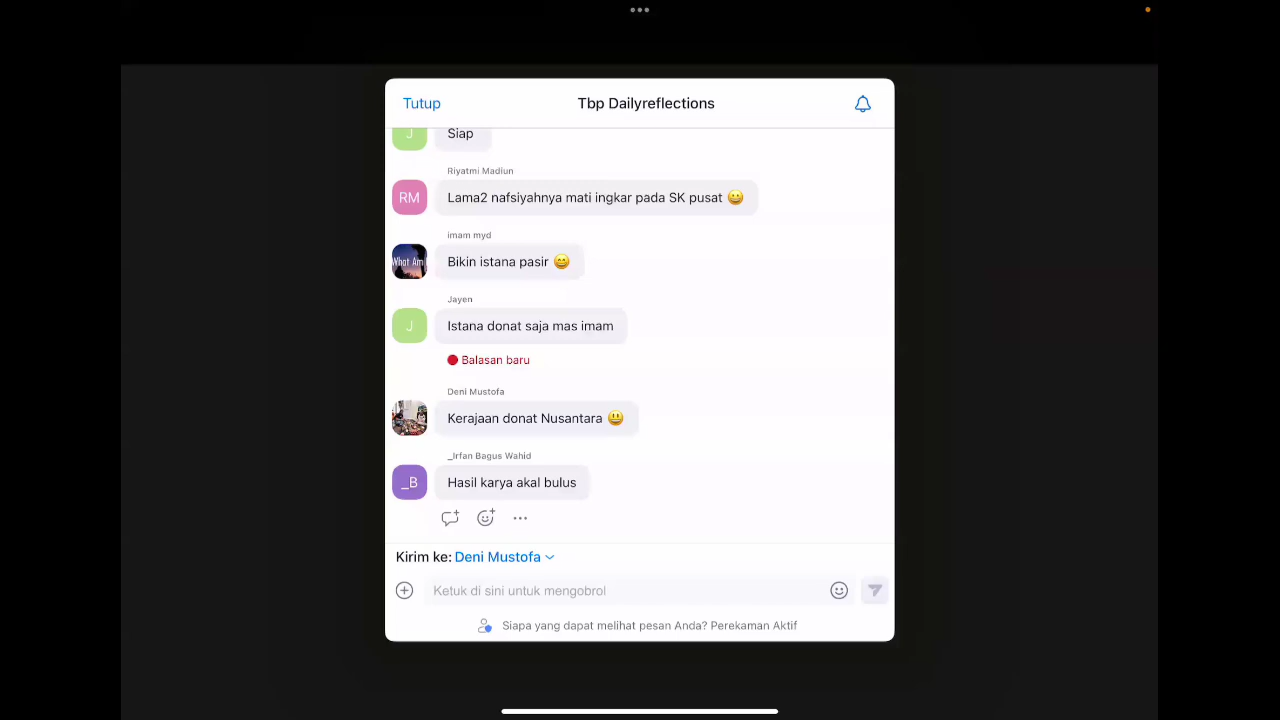 Tutup
Tbp Dailyreflections
J
Siap
Riyatmi Madiun
RM
Lama2 nafsiyahnya mati ingkar pada SK pusat 😀
imam myd
What Am
Bikin istana pasir 😄
Jayen
J
Istana donat saja mas imam
Balasan baru
Deni Mustofa
Kerajaan donat Nusantara 😃
_Irfan Bagus Wahid
_B
Hasil karya akal bulus
Kirim ke: Deni Mustofa
Ketuk di sini untuk mengobrol
Siapa yang dapat melihat pesan Anda? Perekaman Aktif